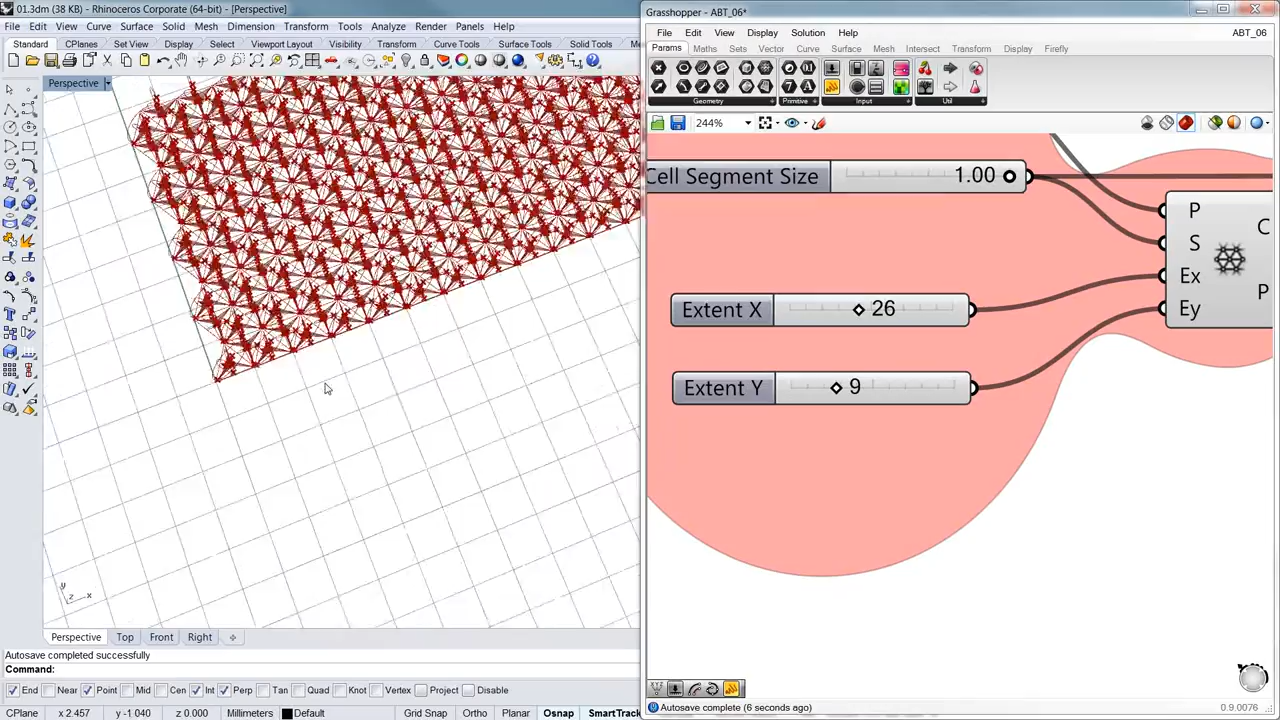 01.3dm (38 KB) - Rhinoceros Corporate (64-bit) - [Perspective]
File Edit View Curve Surface Solid Mesh Dimension Transform Tools Analyze Render Panels Help
Standard CPlanes Set View Display Select Viewport Layout Visibility Transform Curve Tools Surface Tools Solid Tools
Perspective
y
z x
Perspective Top Front Right
Autosave completed successfully
Command:
End Near Point Mid Cen Int Perp Tan Quad Knot Vertex Project Disable
CPlane x 2.457 y -1.040 z 0.000 Millimeters Default Grid Snap Ortho Planar Osnap SmartTrack
Grasshopper - ABT_06*
File Edit View Display Solution Help
ABT_06
Params Maths Sets Vector Curve Surface Mesh Intersect Transform Display Firefly
Geometry Primitive Input Util
244%
Cell Segment Size 1.00
P
S
Ex
Ey
C
P
Extent X 26
Extent Y 9
Autosave complete (6 seconds ago)
0.9.0076